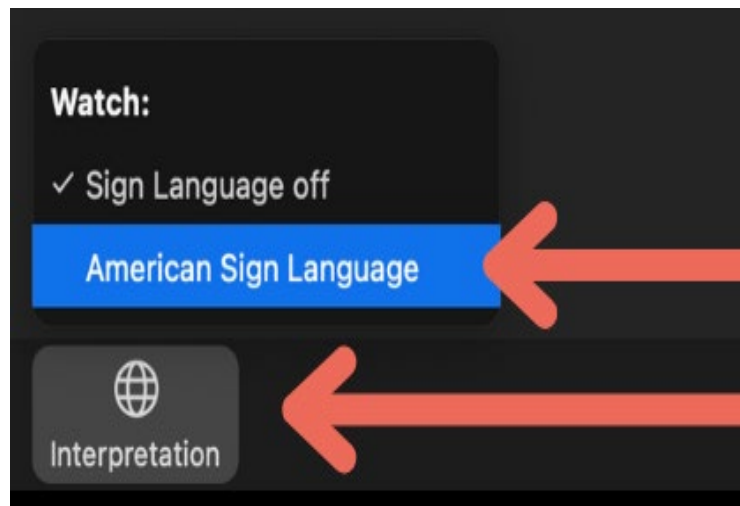 Watch:
✓ Sign Language off
American Sign Language
Interpretation